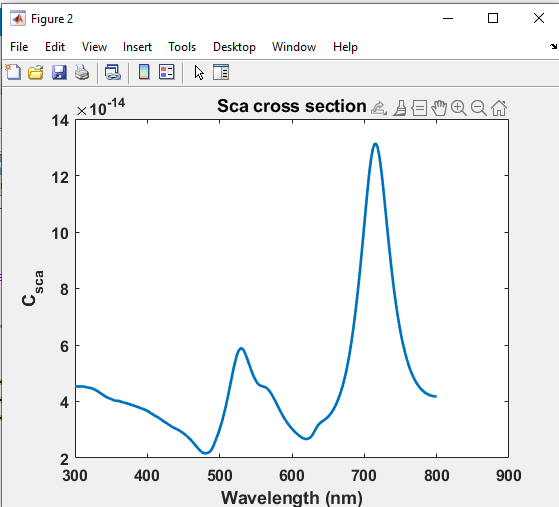 Figure 2
File Edit View Insert Tools Desktop Window Help
×10⁻¹⁴
Sca cross section
14
12
10
8
6
4
2
C_sca
300 400 500 600 700 800 900
Wavelength (nm)